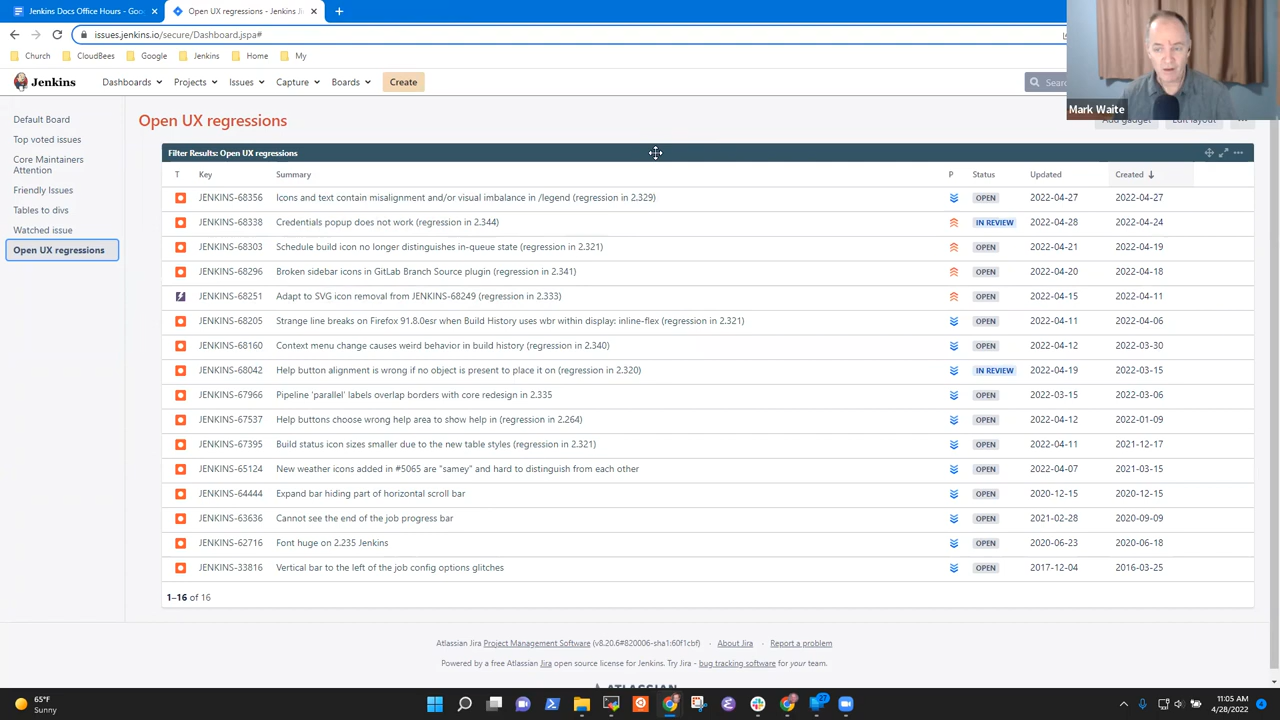 Jenkins Docs Office Hours - Goo
Open UX regressions - Jenkins Ji
issues.jenkins.io/secure/Dashboard.jspa#
Church CloudBees Google Jenkins Home My
Jenkins Dashboards Projects Issues Capture Boards Create
Mark Waite
Add gadget Edit layout
Default Board
Top voted issues
Core Maintainers
Attention
Friendly Issues
Tables to divs
Watched issue
Open UX regressions
Open UX regressions
Filter Results: Open UX regressions
T Key Summary P Status Updated Created
JENKINS-68356 Icons and text contain misalignment and/or visual imbalance in /legend (regression in 2.329) OPEN 2022-04-27 2022-04-27
JENKINS-68338 Credentials popup does not work (regression in 2.344) IN REVIEW 2022-04-28 2022-04-24
JENKINS-68303 Schedule build icon no longer distinguishes in-queue state (regression in 2.321) OPEN 2022-04-21 2022-04-19
JENKINS-68296 Broken sidebar icons in GitLab Branch Source plugin (regression in 2.341) OPEN 2022-04-20 2022-04-18
JENKINS-68251 Adapt to SVG icon removal from JENKINS-68249 (regression in 2.333) OPEN 2022-04-15 2022-04-11
JENKINS-68205 Strange line breaks on Firefox 91.8.0esr when Build History uses wbr within display: inline-flex (regression in 2.321) OPEN 2022-04-11 2022-04-06
JENKINS-68160 Context menu change causes weird behavior in build history (regression in 2.340) OPEN 2022-04-12 2022-03-30
JENKINS-68042 Help button alignment is wrong if no object is present to place it on (regression in 2.320) IN REVIEW 2022-04-19 2022-03-15
JENKINS-67966 Pipeline 'parallel' labels overlap borders with core redesign in 2.335 OPEN 2022-03-15 2022-03-06
JENKINS-67537 Help buttons choose wrong help area to show help in (regression in 2.264) OPEN 2022-04-12 2022-01-09
JENKINS-67395 Build status icon sizes smaller due to the new table styles (regression in 2.321) OPEN 2022-04-11 2021-12-17
JENKINS-65124 New weather icons added in #5065 are "samey" and hard to distinguish from each other OPEN 2022-04-07 2021-03-15
JENKINS-64444 Expand bar hiding part of horizontal scroll bar OPEN 2020-12-15 2020-12-15
JENKINS-63636 Cannot see the end of the job progress bar OPEN 2021-02-28 2020-09-09
JENKINS-62716 Font huge on 2.235 Jenkins OPEN 2020-06-23 2020-06-18
JENKINS-33816 Vertical bar to the left of the job config options glitches OPEN 2017-12-04 2016-03-25
1–16 of 16
Atlassian Jira Project Management Software (v8.20.6#820006-sha1:60f1cbf) · About Jira · Report a problem
Powered by a free Atlassian Jira open source license for Jenkins. Try Jira - bug tracking software for your team.
ATLASSIAN
65°F
Sunny
27
11:05 AM
4/28/2022